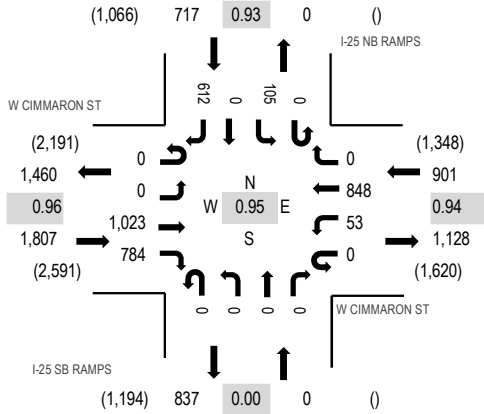 (1,066) 717 0.93 0 ()
I-25 NB RAMPS
612 0 105 0
W CIMMARON ST
(2,191) 0 0 (1,348)
1,460 901
0 N 848
0.96 W 0.95 E 0.94
1,023 53
1,807 S 1,128
784 0
(2,591) (1,620)
0 0 0 0
W CIMMARON ST
I-25 SB RAMPS
(1,194) 837 0.00 0 ()